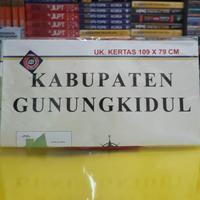 UK. KERTAS 109 X 79 CM
KABUPATEN
GUNUNGKIDUL